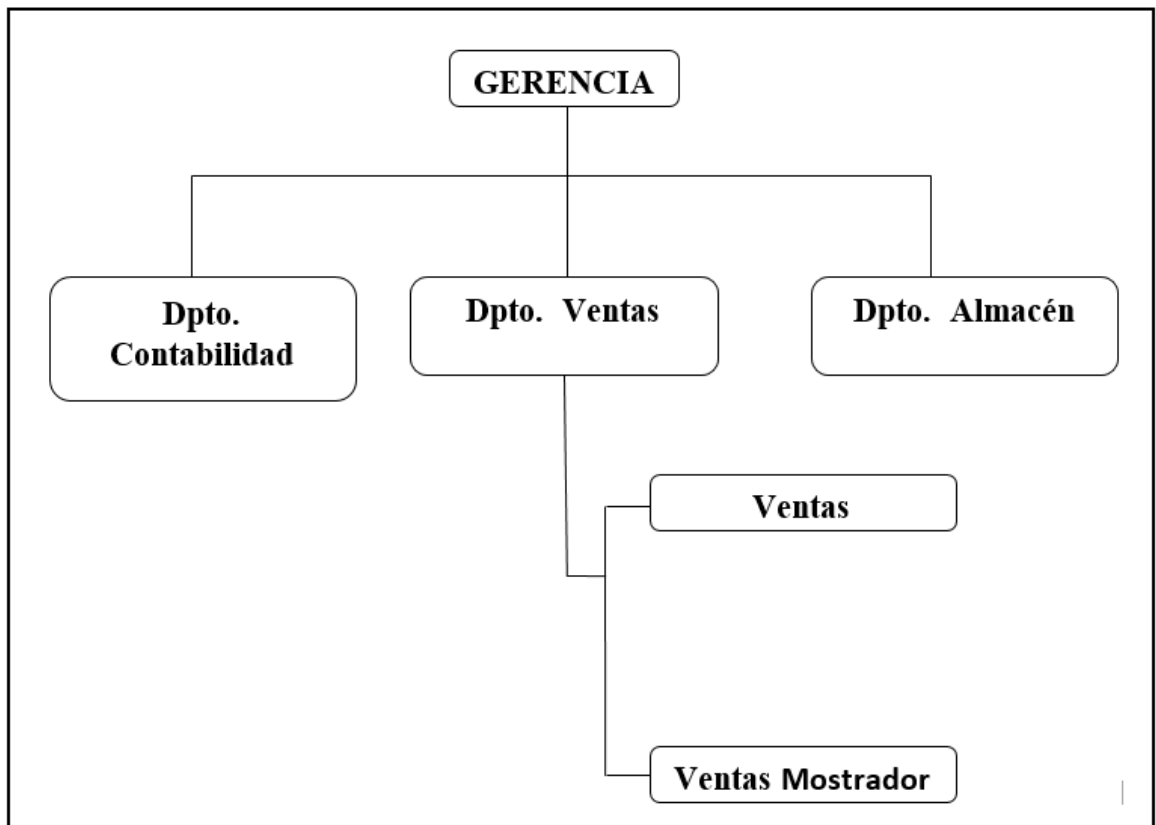 GERENCIA
Dpto.
Contabilidad
Dpto. Ventas
Dpto. Almacén
Ventas
Ventas Mostrador